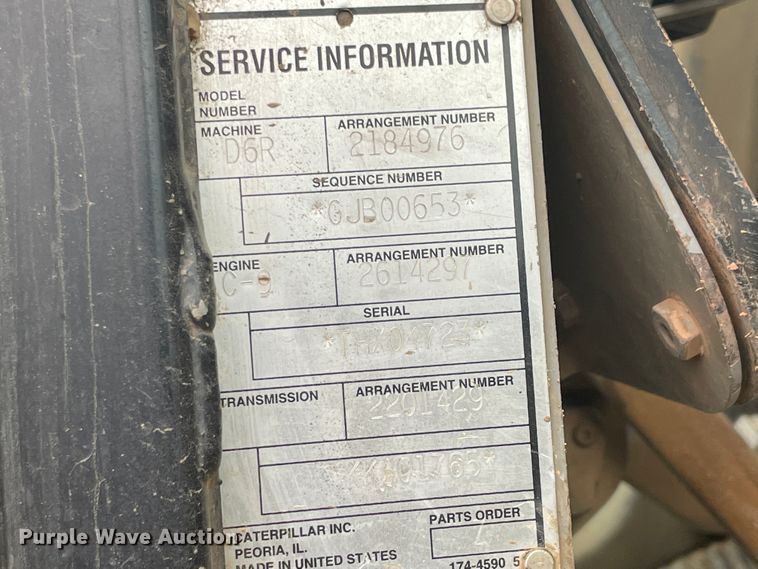 SERVICE INFORMATION
MODEL
NUMBER
MACHINE ARRANGEMENT NUMBER
D6R 2184976
SEQUENCE NUMBER
*GJB00653*
ENGINE ARRANGEMENT NUMBER
C-9 2614297
SERIAL
TRANSMISSION ARRANGEMENT NUMBER
2201429
CATERPILLAR INC. PARTS ORDER
PEORIA, IL.
MADE IN UNITED STATES 174-4590 5
Purple Wave Auction